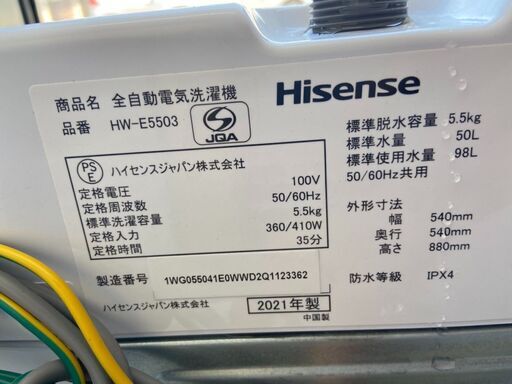 商品名 全自動電気洗濯機
品番 HW-E5503
JQA
Hisense
PS
E
ハイセンスジャパン株式会社
定格電圧 100V
定格周波数 50/60Hz
標準洗濯容量 5.5kg
定格入力 360/410W
定格時間 35分
標準脱水容量 5.5kg
標準水量 50L
標準使用水量 98L
50/60Hz共用
外形寸法
幅 540mm
奥行 540mm
高さ 880mm
防水等級 IPX4
製造番号 1WG055041E0WWD2Q1123362
ハイセンスジャパン株式会社
2021年製
中国製